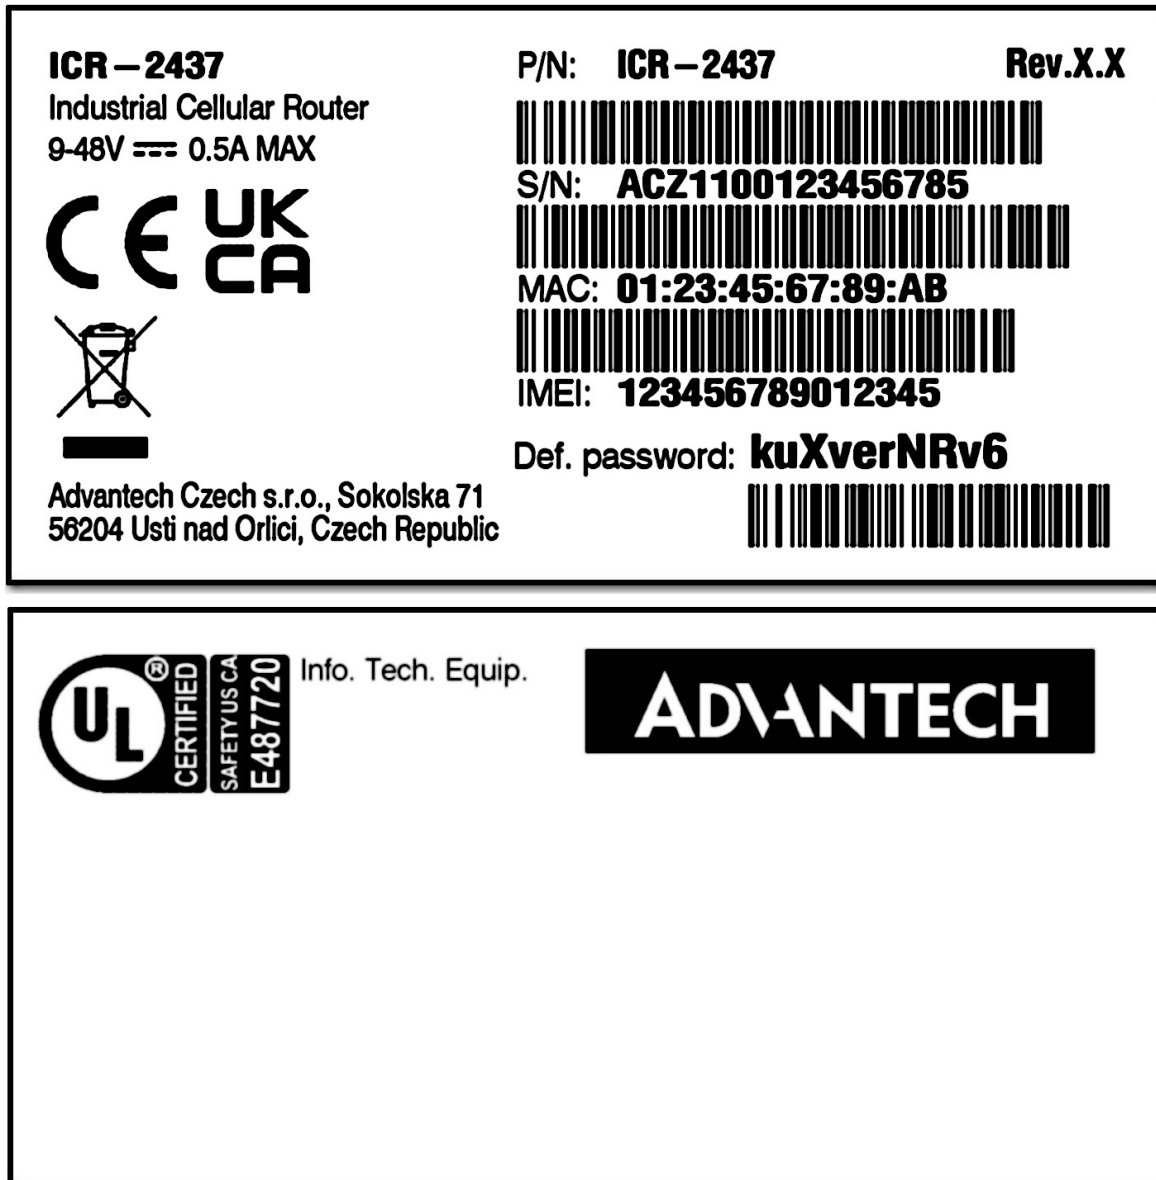 ICR-2437
Industrial Cellular Router
9-48V ⎓ 0.5A MAX
CE UK CA
Advantech Czech s.r.o., Sokolska 71
56204 Usti nad Orlici, Czech Republic
P/N: ICR-2437 Rev.X.X
S/N: ACZ1100123456785
MAC: 01:23:45:67:89:AB
IMEI: 123456789012345
Def. password: kuXverNRv6
UL ® CERTIFIED
SAFETY US CA
E487720
Info. Tech. Equip.
ADVANTECH